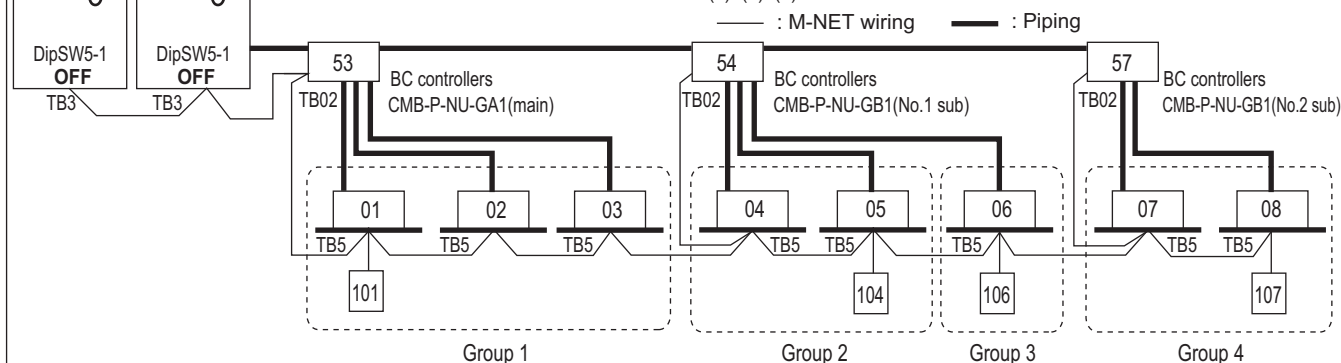 : M-NET wiring : Piping
DipSW5-1 DipSW5-1
OFF OFF
TB3 TB3
53 54 57
BC controllers BC controllers BC controllers
TB02 CMB-P-NU-GA1(main) TB02 CMB-P-NU-GB1(No.1 sub) TB02 CMB-P-NU-GB1(No.2 sub)
01 02 03 04 05 06 07 08
TB5 TB5 TB5 TB5 TB5 TB5 TB5 TB5
101 104 106 107
Group 1 Group 2 Group 3 Group 4